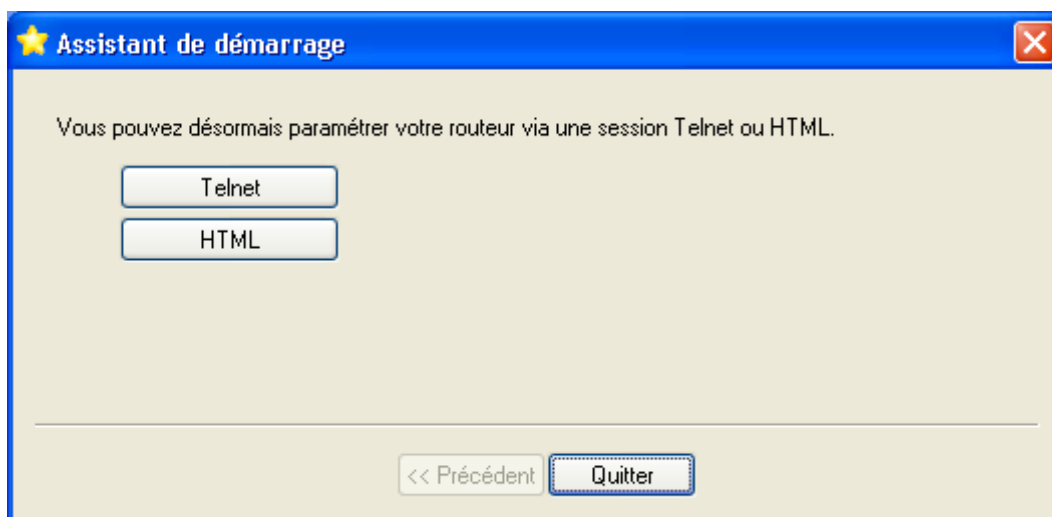 Assistant de démarrage
Vous pouvez désormais paramétrer votre routeur via une session Telnet ou HTML.
Telnet
HTML
<< Précédent Quitter